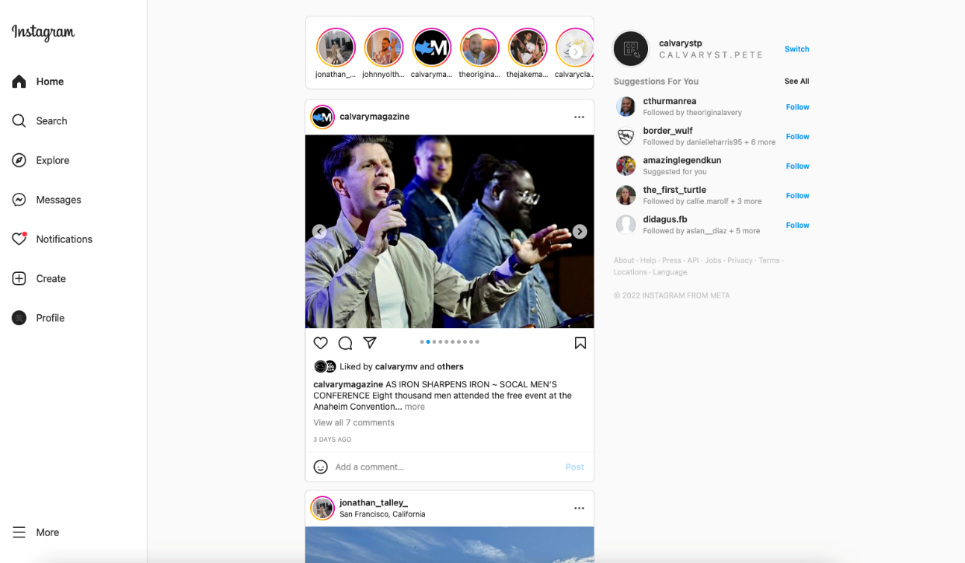 Instagram
Home
Search
Explore
Messages
Notifications
Create
Profile
More
jonathan_...
johnnyolth...
calvaryma...
theorigina...
thejakema...
calvarycla...
calvarymagazine
Liked by calvarymv and others
calvarymagazine AS IRON SHARPENS IRON ~ SOCAL MEN'S
CONFERENCE Eight thousand men attended the free event at the
Anaheim Convention... more
View all 7 comments
3 DAYS AGO
Add a comment...
Post
jonathan_talley_
San Francisco, California
calvarystp
CALVARYST.PETE
Switch
Suggestions For You
See All
cthurmanrea
Followed by theoriginalavery
Follow
border_wulf
Followed by danielleharris95 + 6 more
Follow
amazinglegendkun
Suggested for you
Follow
the_first_turtle
Followed by callie.marolf + 3 more
Follow
didagus.fb
Followed by aslan__diaz + 5 more
Follow
About · Help · Press · API · Jobs · Privacy · Terms ·
Locations · Language
© 2022 INSTAGRAM FROM META